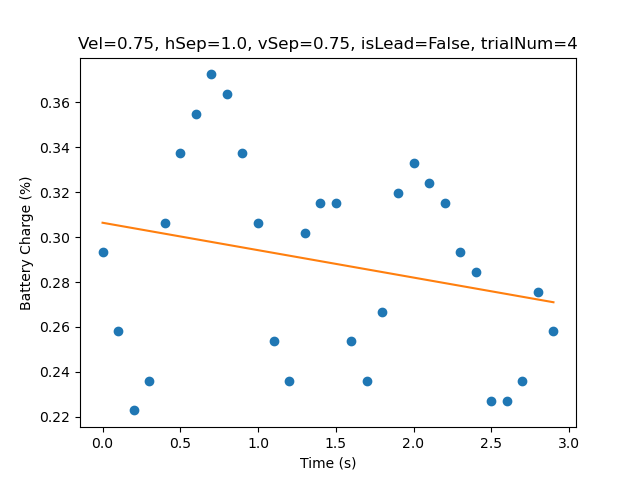 Vel=0.75, hSep=1.0, vSep=0.75, isLead=False, trialNum=4
0.36
0.34
0.32
0.30
0.28
0.26
0.24
0.22
Battery Charge (%)
0.0 0.5 1.0 1.5 2.0 2.5 3.0
Time (s)